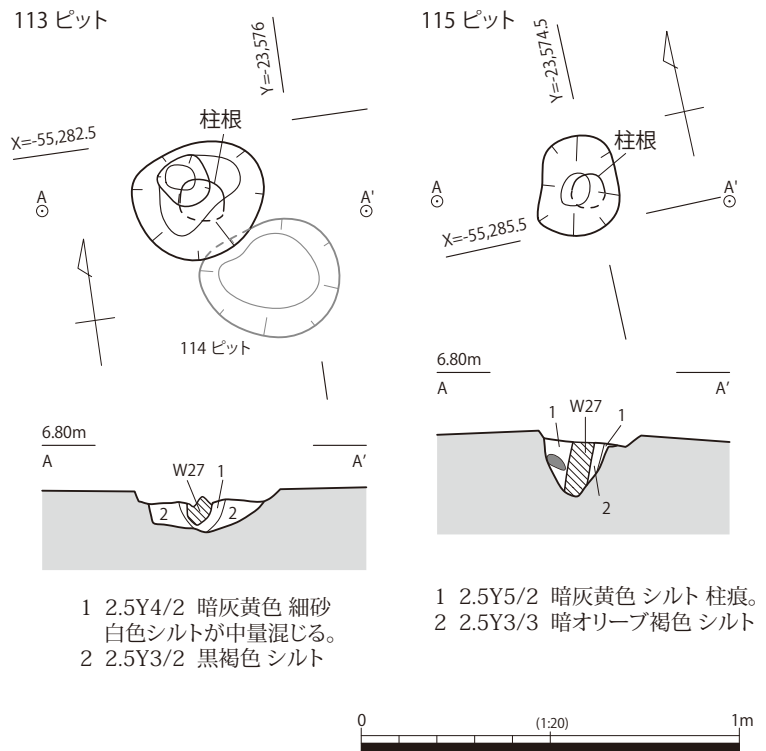 113 ピット
Y=-23,576
X=-55,282.5
柱根
A
A'
114 ピット
6.80m
A
A'
W27
1
2
2
1 2.5Y4/2 暗灰黄色 細砂
白色シルトが中量混じる。
2 2.5Y3/2 黒褐色 シルト
115 ピット
Y=-23,574.5
柱根
A
A'
X=-55,285.5
6.80m
A
A'
1
W27
1
2
1 2.5Y5/2 暗灰黄色 シルト 柱痕。
2 2.5Y3/3 暗オリーブ褐色 シルト
0
(1:20)
1m